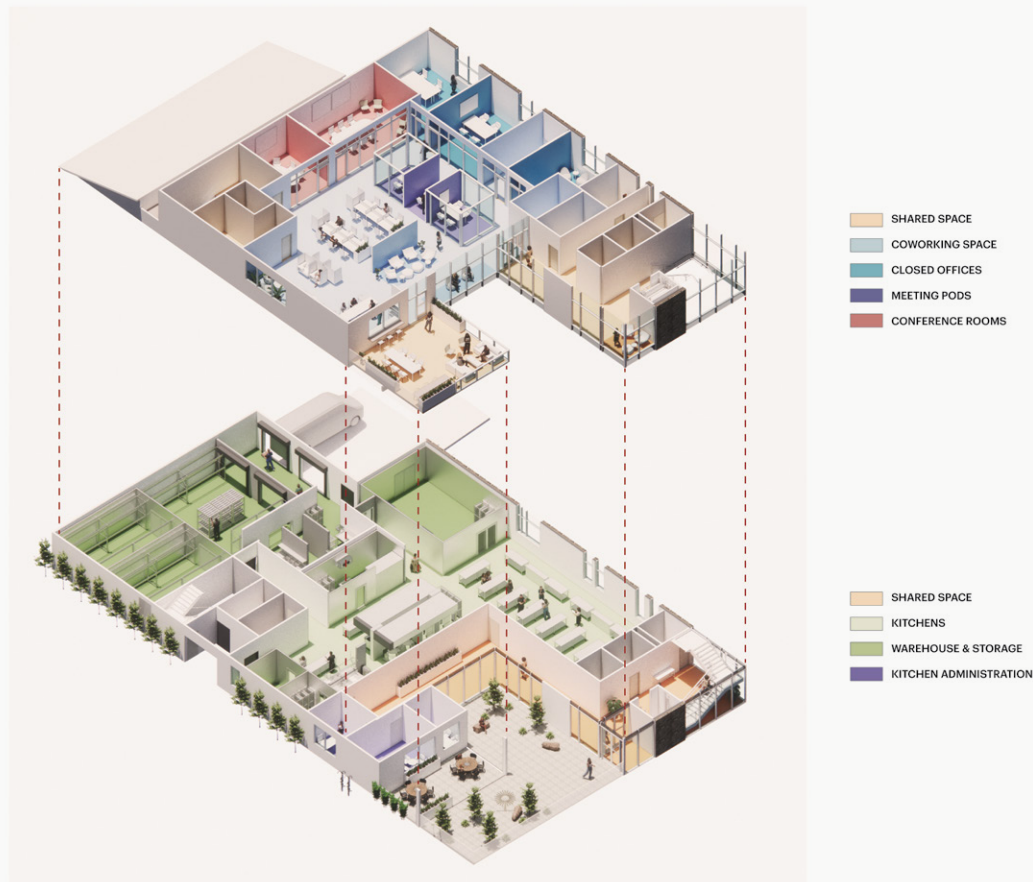 SHARED SPACE
COWORKING SPACE
CLOSED OFFICES
MEETING PODS
CONFERENCE ROOMS
SHARED SPACE
KITCHENS
WAREHOUSE & STORAGE
KITCHEN ADMINISTRATION